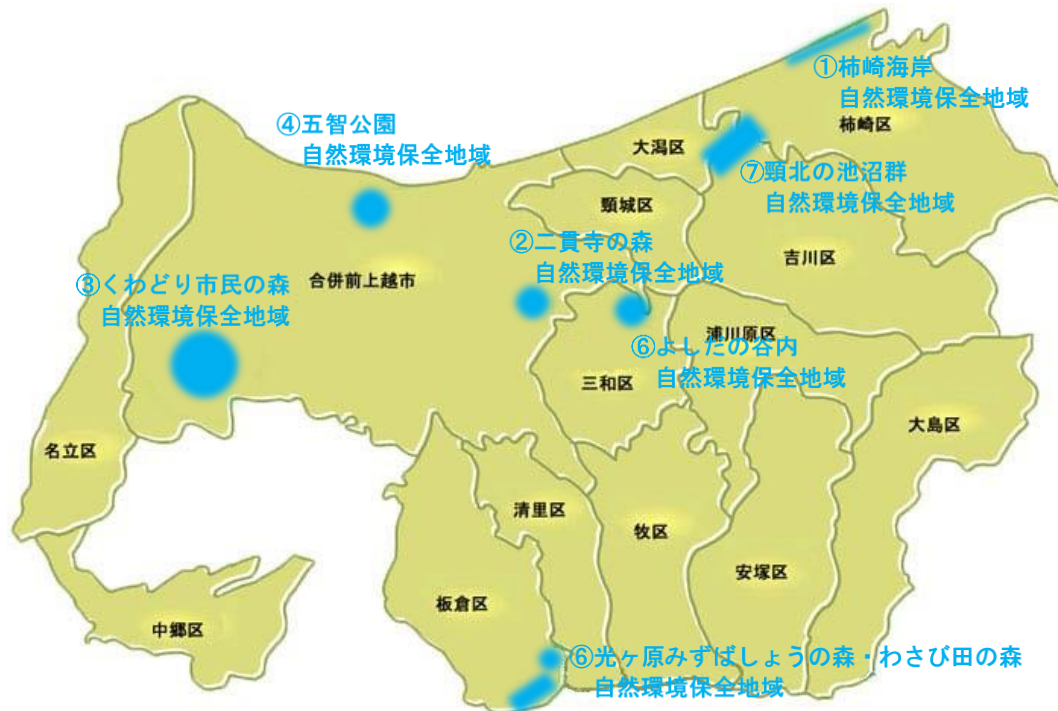 ①柿崎海岸
自然環境保全地域
柿崎区
④五智公園
自然環境保全地域
大潟区
⑦頸北の池沼群
自然環境保全地域
頸城区
②二貫寺の森
自然環境保全地域
吉川区
③くわどり市民の森
自然環境保全地域
合併前上越市
浦川原区
⑥よしだの谷内
自然環境保全地域
三和区
大島区
名立区
清里区
牧区
安塚区
板倉区
中郷区
⑥光ヶ原みずばしょうの森・わさび田の森
自然環境保全地域